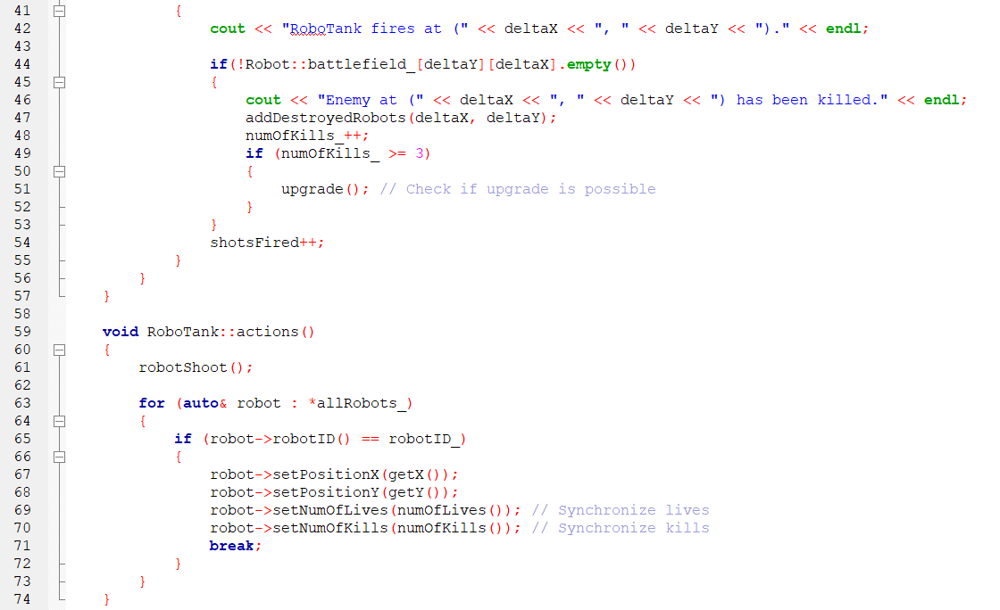 41 {
42 cout << "RoboTank fires at (" << deltaX << ", " << deltaY << ")." << endl;
43
44 if(!Robot::battlefield_[deltaY][deltaX].empty())
45 {
46 cout << "Enemy at (" << deltaX << ", " << deltaY << ") has been killed." << endl;
47 addDestroyedRobots(deltaX, deltaY);
48 numOfKills_++;
49 if (numOfKills_ >= 3)
50 {
51 upgrade(); // Check if upgrade is possible
52 }
53 }
54 shotsFired++;
55 }
56 }
57 }
58
59 void RoboTank::actions()
60 {
61 robotShoot();
62
63 for (auto& robot : *allRobots_)
64 {
65 if (robot->robotID() == robotID_)
66 {
67 robot->setPositionX(getX());
68 robot->setPositionY(getY());
69 robot->setNumOfLives(numOfLives()); // Synchronize lives
70 robot->setNumOfKills(numOfKills()); // Synchronize kills
71 break;
72 }
73 }
74 }